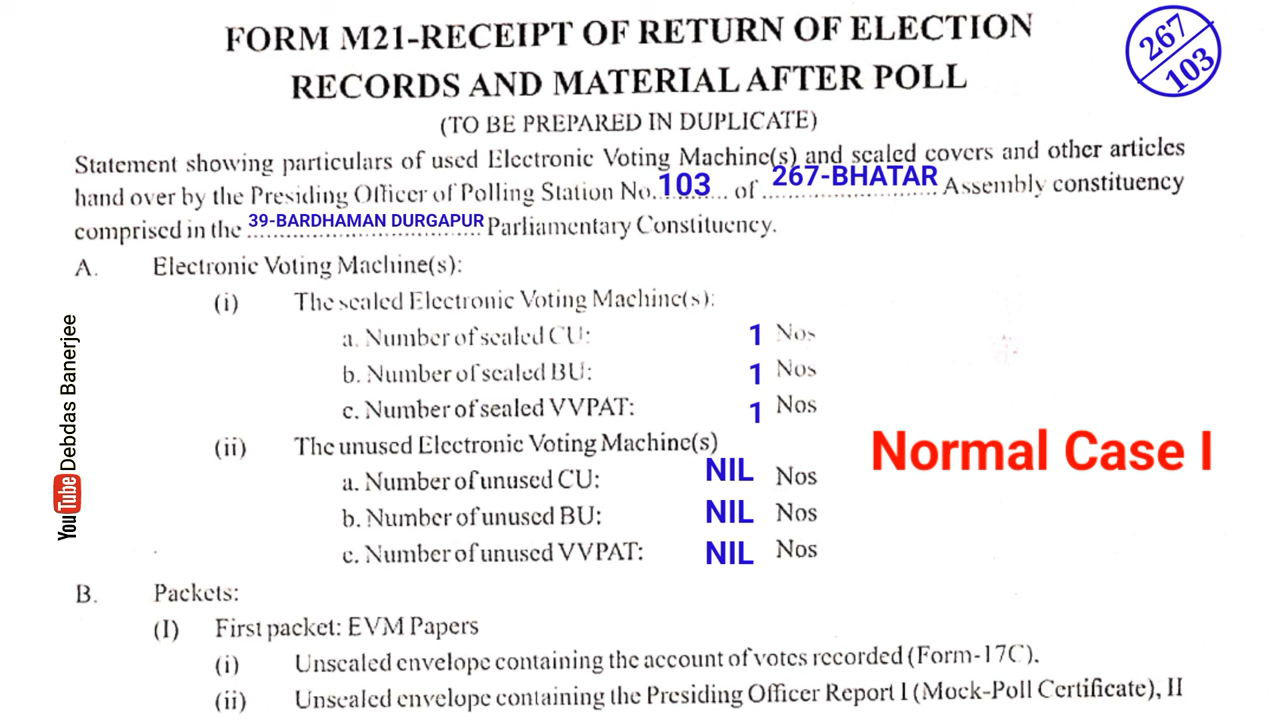 FORM M21-RECEIPT OF RETURN OF ELECTION
RECORDS AND MATERIAL AFTER POLL
267
103
(TO BE PREPARED IN DUPLICATE)
Statement showing particulars of used Electronic Voting Machine(s) and sealed covers and other articles
hand over by the Presiding Officer of Polling Station No. 103 of 267-BHATAR Assembly constituency
comprised in the 39-BARDHAMAN DURGAPUR Parliamentary Constituency.
A. Electronic Voting Machine(s):
(i) The sealed Electronic Voting Machine(s):
a. Number of sealed CU: 1 Nos
b. Number of sealed BU: 1 Nos
c. Number of sealed VVPAT: 1 Nos
(ii) The unused Electronic Voting Machine(s)
a. Number of unused CU: NIL Nos
b. Number of unused BU: NIL Nos
c. Number of unused VVPAT: NIL Nos
Normal Case I
YouTube Debdas Banerjee
B. Packets:
(I) First packet: EVM Papers
(i) Unsealed envelope containing the account of votes recorded (Form-17C).
(ii) Unsealed envelope containing the Presiding Officer Report I (Mock-Poll Certificate), II